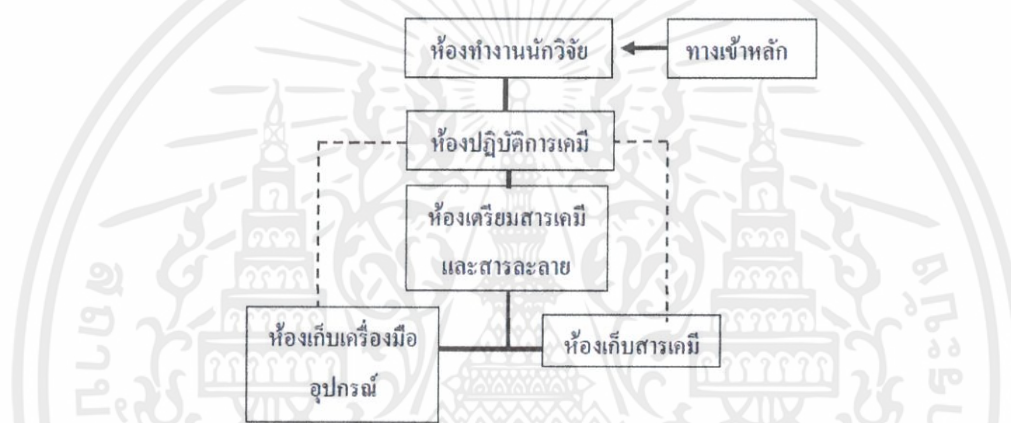 ห้องทำงานนักวิจัย
ทางเข้าหลัก
ห้องปฏิบัติการเคมี
ห้องเตรียมสารเคมี
และสารละลาย
ห้องเก็บเครื่องมือ
อุปกรณ์
ห้องเก็บสารเคมี